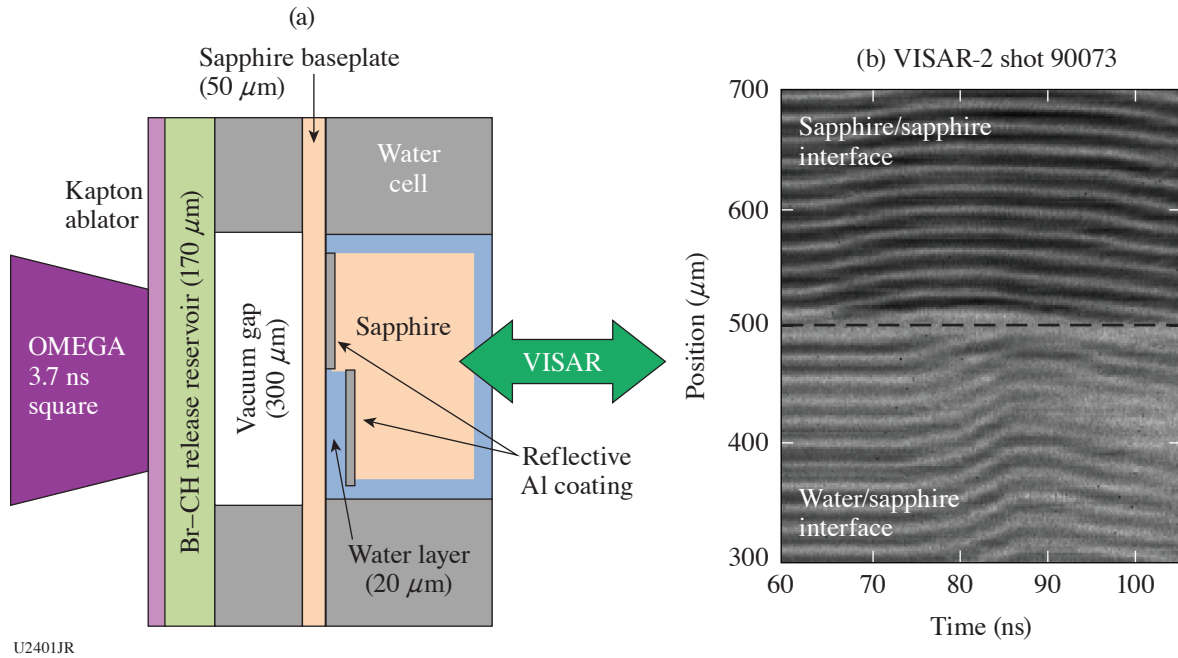 (a)
Sapphire baseplate
(50 μm)
Kapton
ablator
OMEGA
3.7 ns
square
Br–CH release reservoir (170 μm)
Vacuum gap
(300 μm)
Water
cell
Sapphire
VISAR
Reflective
Al coating
Water layer
(20 μm)
U2401JR
(b) VISAR-2 shot 90073
Sapphire/sapphire
interface
Water/sapphire
interface
Position (μm)
700
600
500
400
300
60
70
80
90
100
Time (ns)